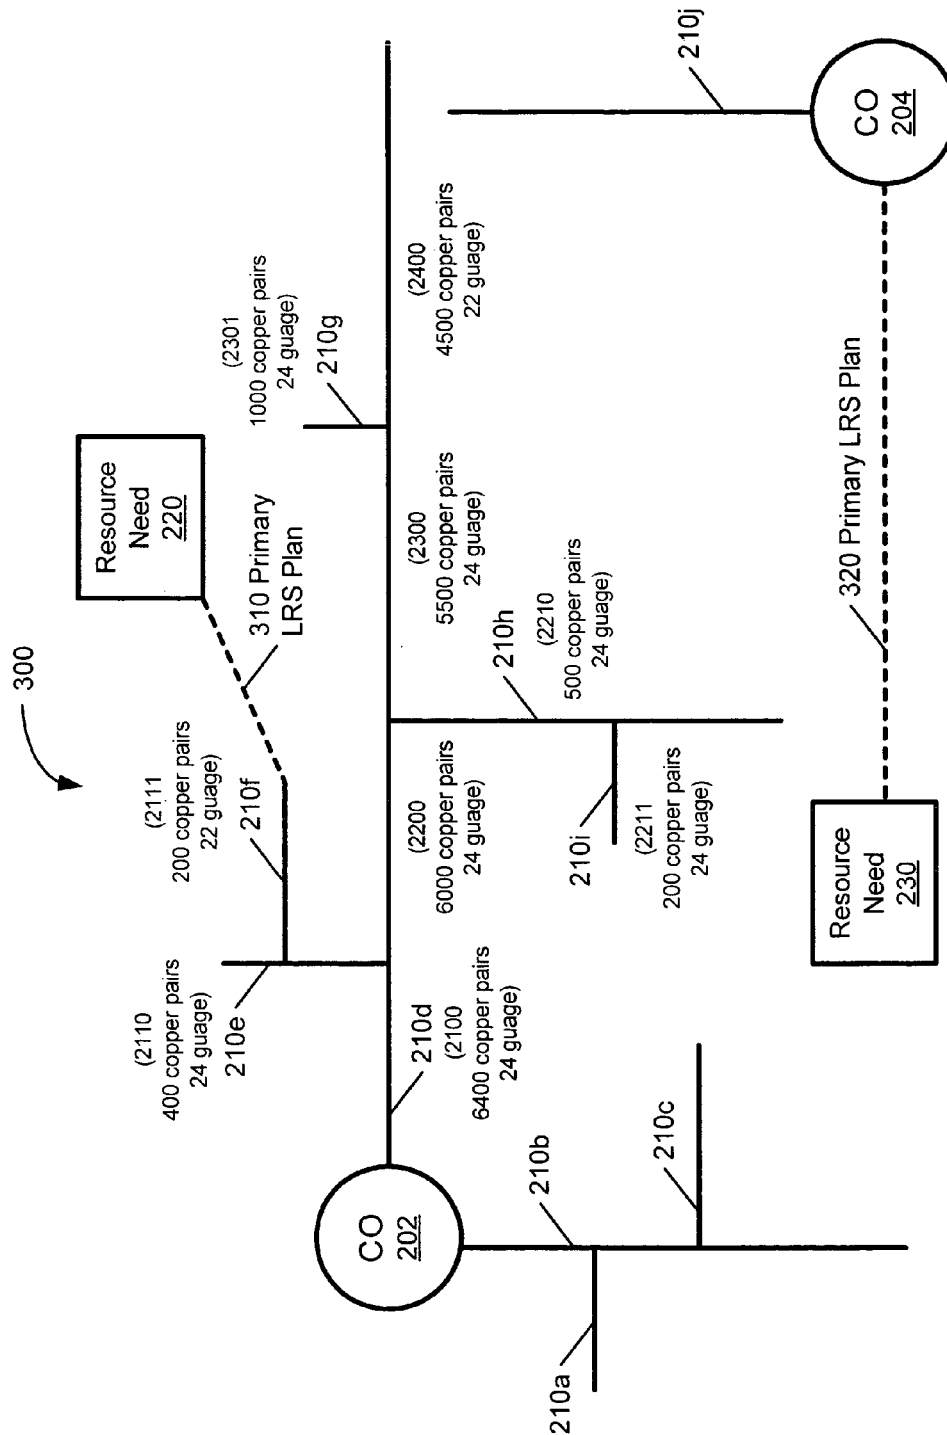 300
Resource
Need
220
310 Primary
LRS Plan
(2111
200 copper pairs
22 guage)
210f
(2110
400 copper pairs
24 guage)
210e
(2301
1000 copper pairs
24 guage)
210g
CO
202
210d
(2100
6400 copper pairs
24 guage)
(2200
6000 copper pairs
24 guage)
(2300
5500 copper pairs
24 guage)
(2400
4500 copper pairs
22 guage)
210h
(2210
500 copper pairs
24 guage)
210i
(2211
200 copper pairs
24 guage)
210a
210b
210c
210j
Resource
Need
230
320 Primary LRS Plan
CO
204